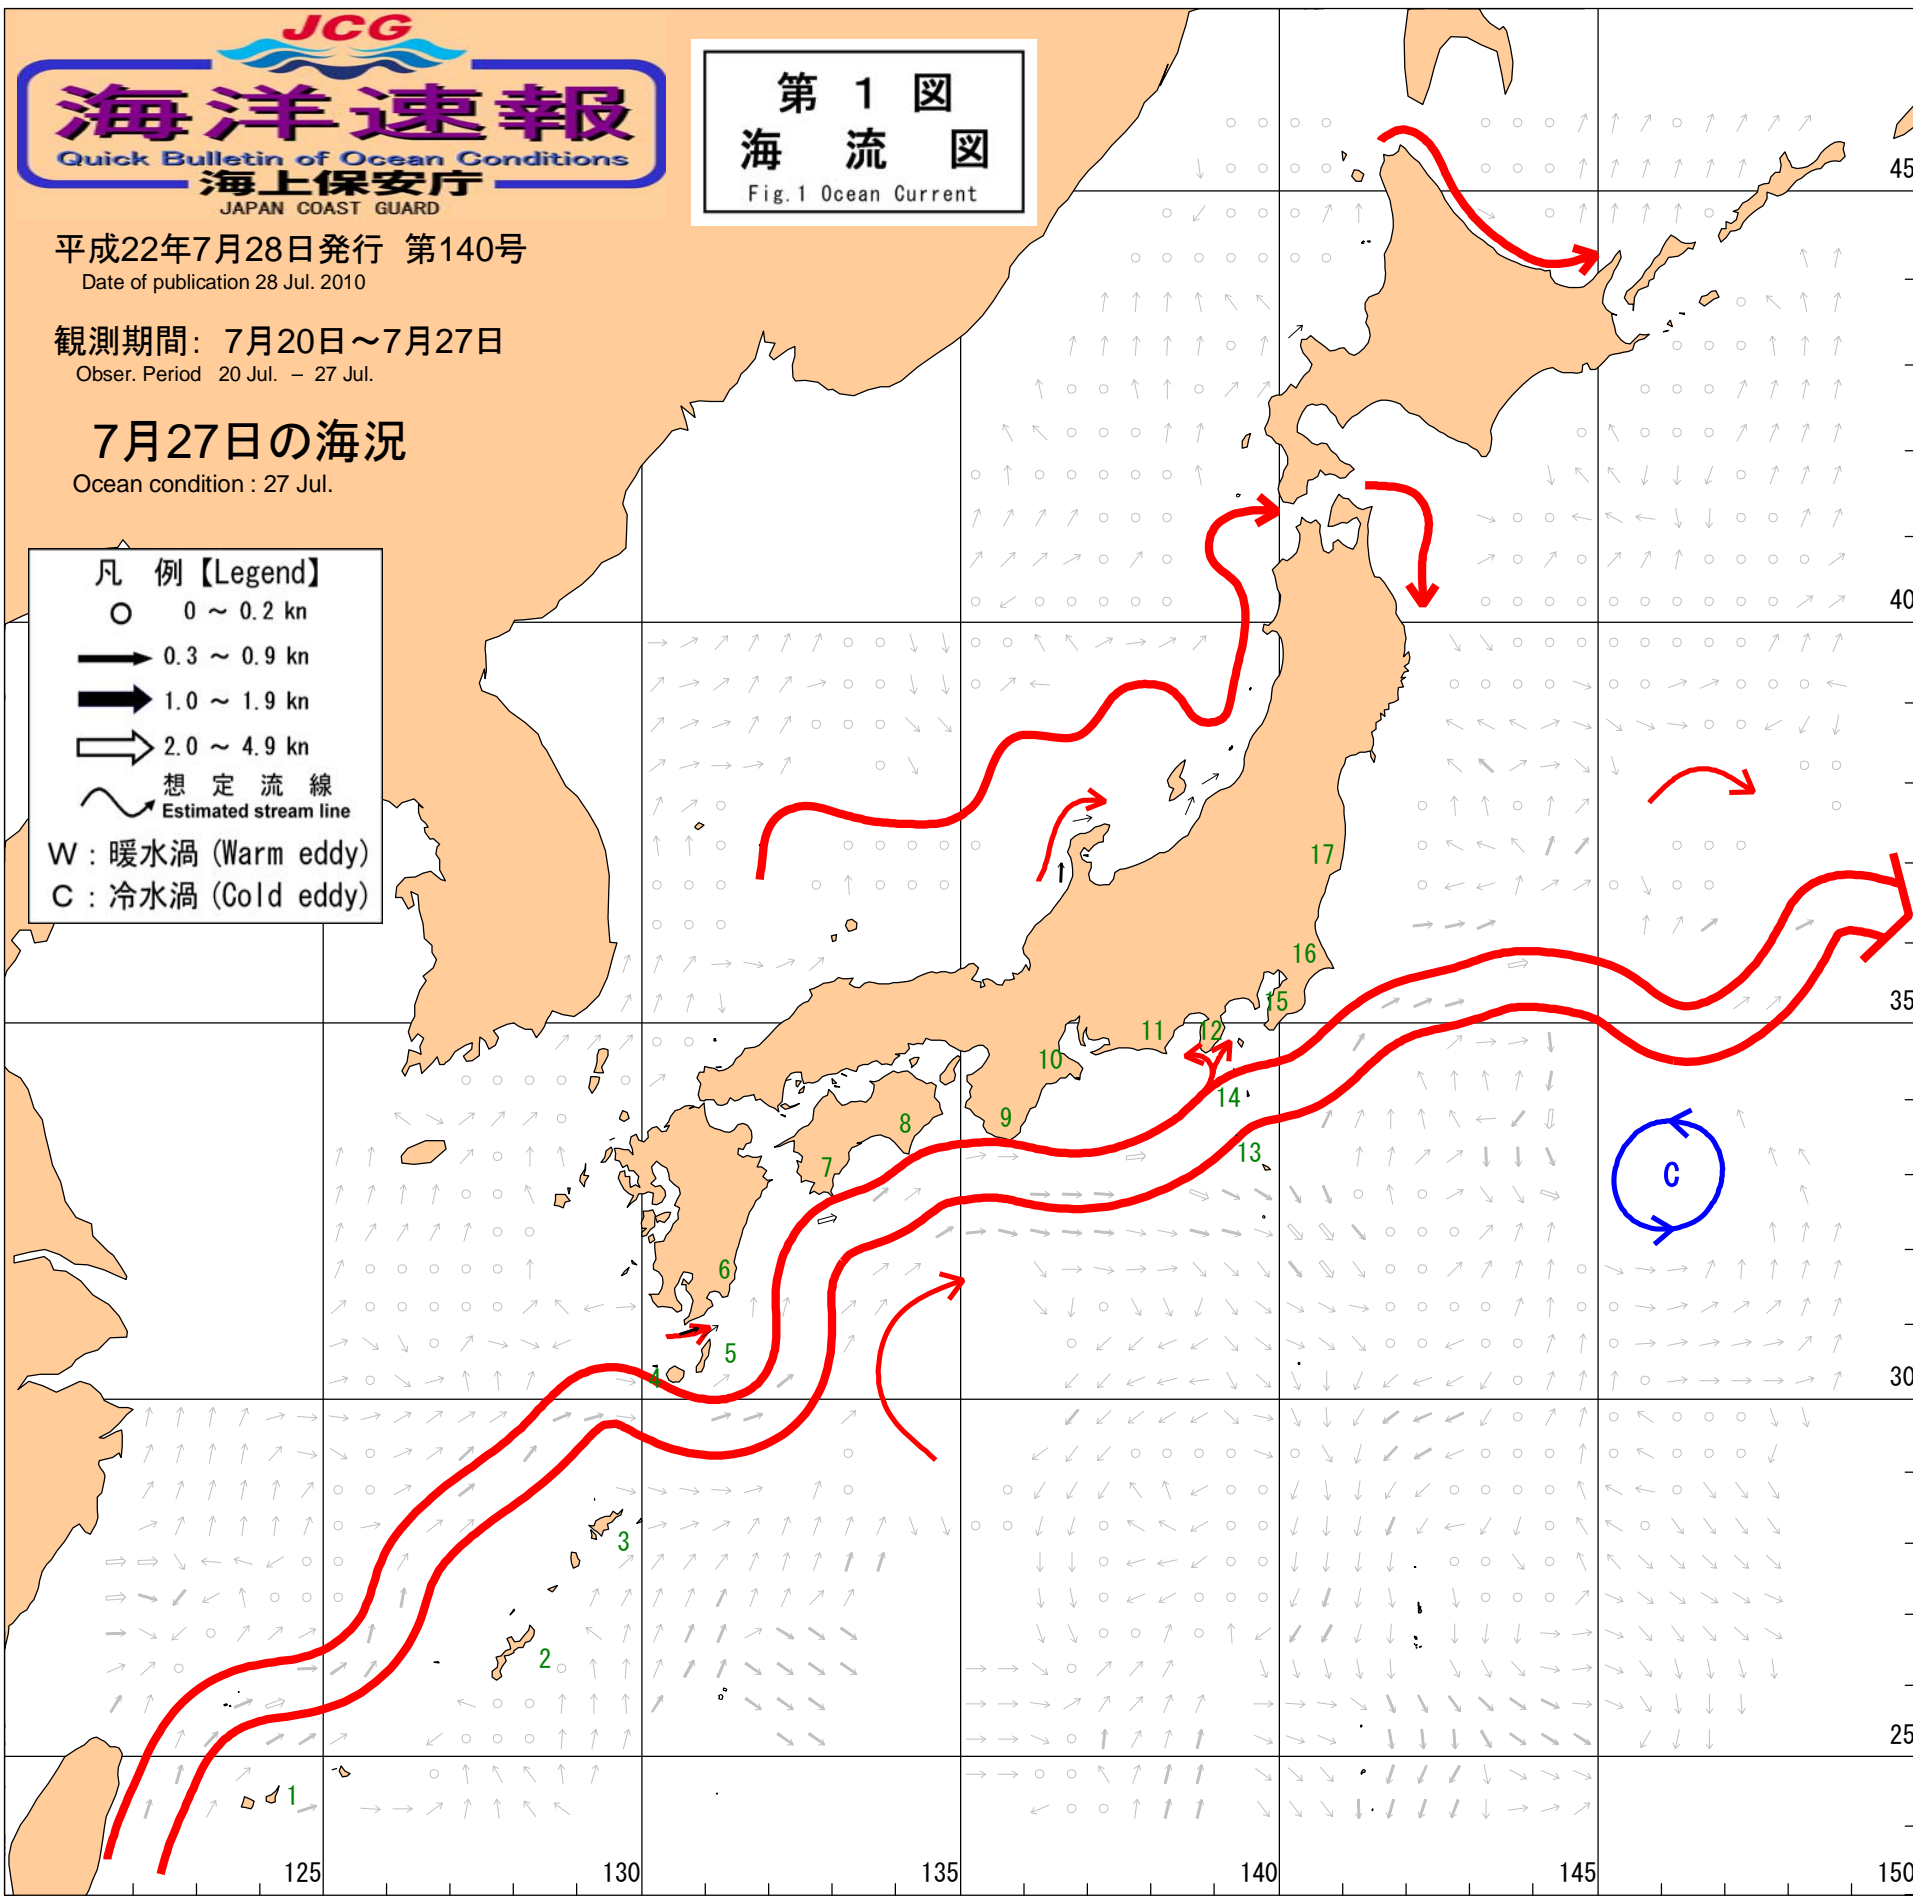 JCG
海洋速報
Quick Bulletin of Ocean Conditions
海上保安庁
JAPAN COAST GUARD
第 1 図
海 流 図
Fig.1 Ocean Current
平成22年7月28日発行 第140号
Date of publication 28 Jul. 2010
観測期間: 7月20日～7月27日
Obser. Period 20 Jul. – 27 Jul.
7月27日の海況
Ocean condition : 27 Jul.
凡 例【Legend】
0 ～ 0.2 kn
0.3 ～ 0.9 kn
1.0 ～ 1.9 kn
2.0 ～ 4.9 kn
想 定 流 線
Estimated stream line
W : 暖水渦 (Warm eddy)
C : 冷水渦 (Cold eddy)
45
40
17
16
35
15
12
11
10
14
9
8
13
7
C
6
5
4
30
3
2
25
1
125
130
135
140
145
150